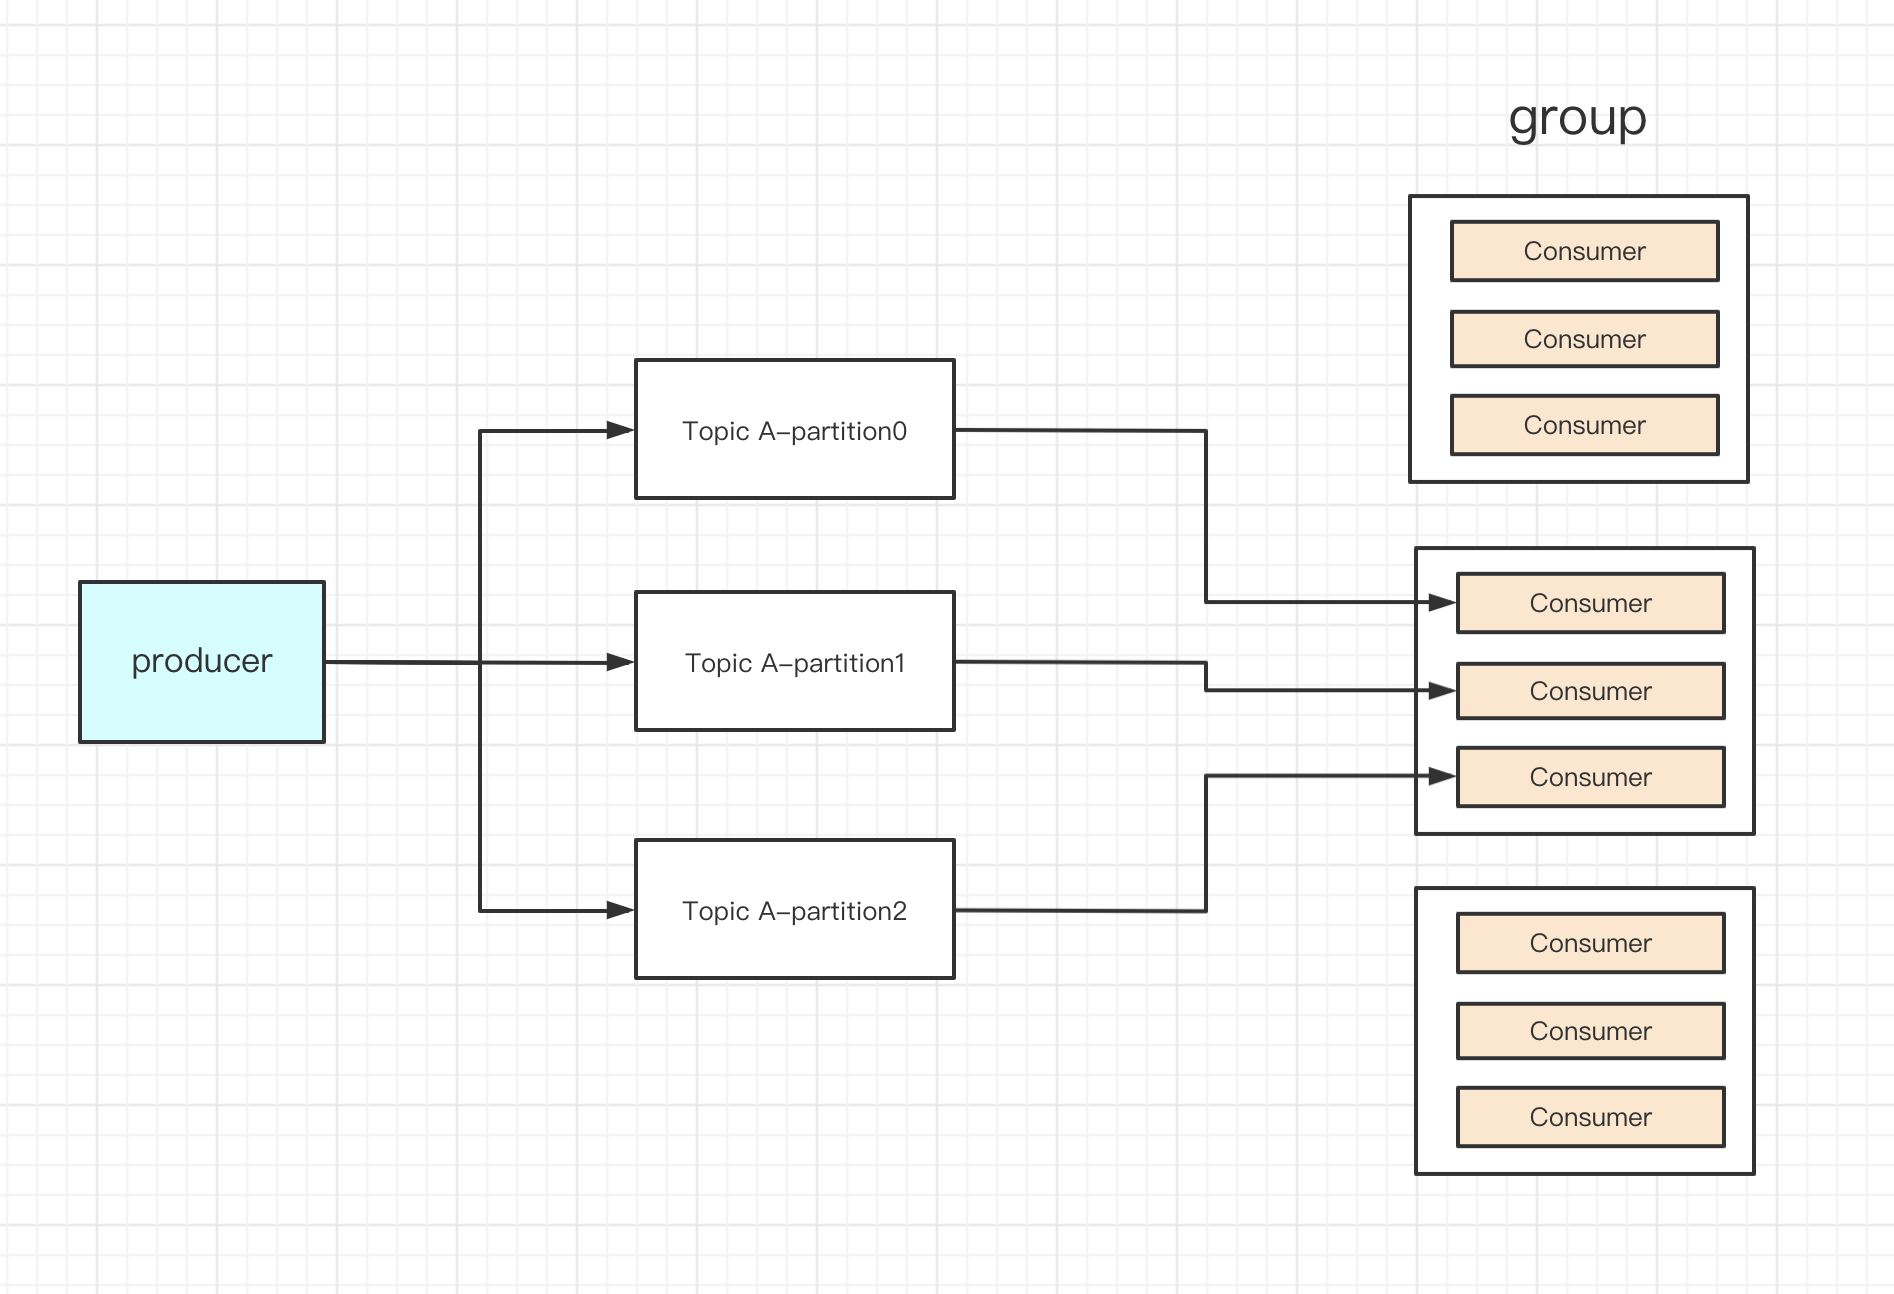 group
Consumer
Consumer
Consumer
Topic A-partition0
Consumer
producer
Topic A-partition1
Consumer
Consumer
Topic A-partition2
Consumer
Consumer
Consumer